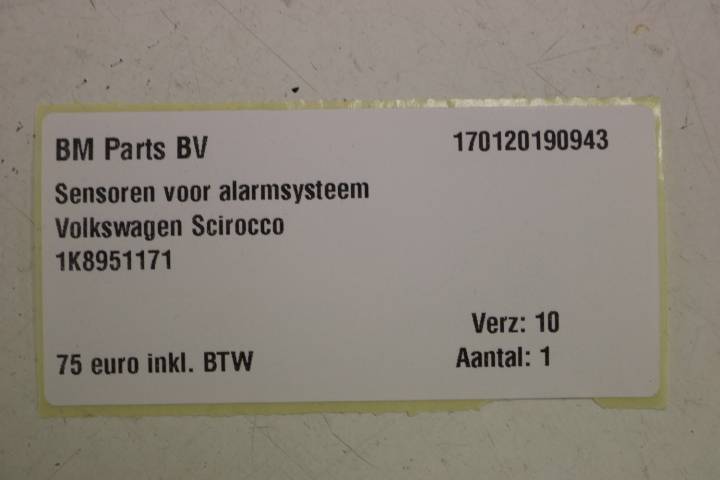 BM Parts BV 170120190943
Sensoren voor alarmsysteem
Volkswagen Scirocco
1K8951171
Verz: 10
75 euro inkl. BTW Aantal: 1